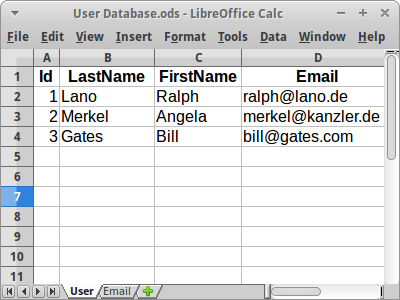 User Database.ods - LibreOffice Calc
File Edit View Insert Format Tools Data Window Help
A B C D
1 Id LastName FirstName Email
2 1 Lano Ralph ralph@lano.de
3 2 Merkel Angela merkel@kanzler.de
4 3 Gates Bill bill@gates.com
5
6
7
8
9
10
11
User Email